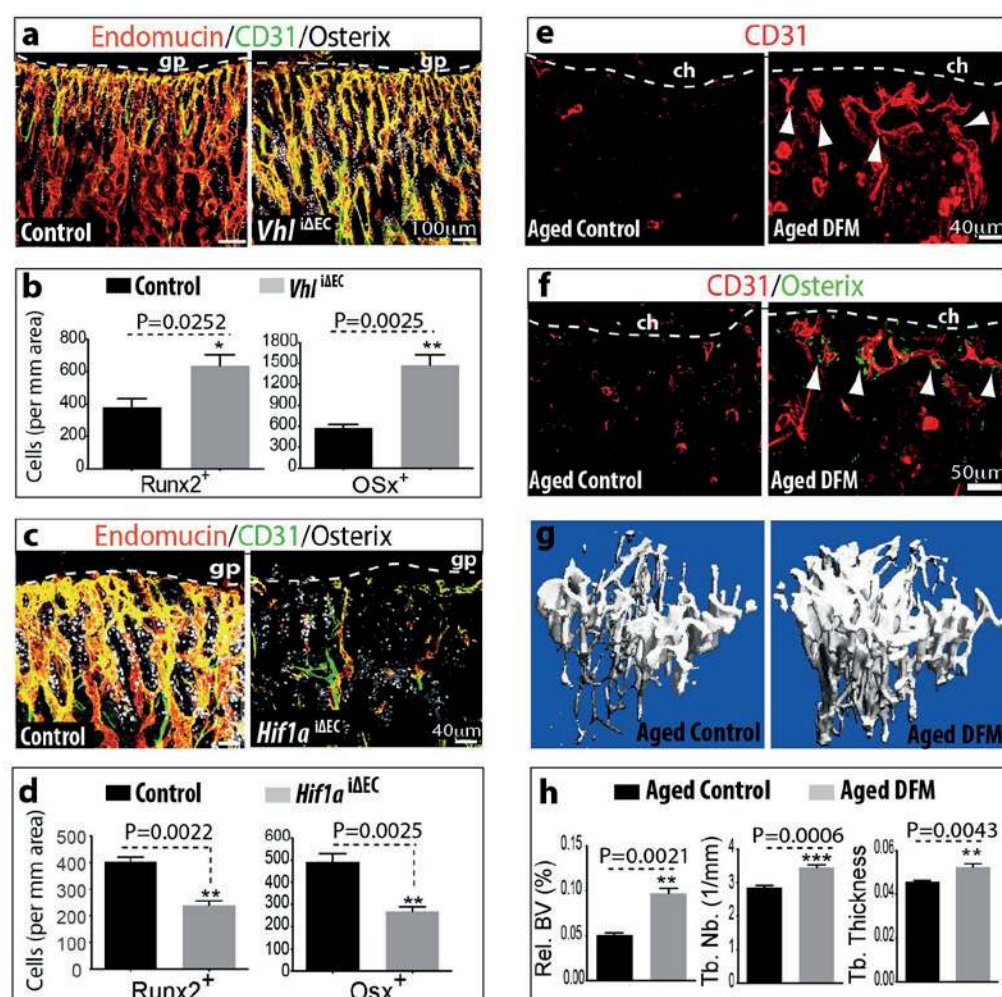 a Endomucin/CD31/Osterix
gp gp
Control Vhl iΔEC 100μm
b Control Vhl iΔEC
P=0.0252 P=0.0025
* **
Cells (per mm area)
800
600
400
200
0
1800
1500
1200
900
600
300
0
Runx2+ OSx+
c Endomucin/CD31/Osterix
gp gp
Control Hif1a iΔEC 40μm
d Control Hif1a iΔEC
P=0.0022 P=0.0025
** **
Cells (per mm area)
500
400
300
200
100
0
600
500
400
300
200
100
0
Runx2+ Osx+
e CD31
ch ch
Aged Control Aged DFM 40μm
f CD31/Osterix
ch ch
Aged Control Aged DFM 50μm
g
Aged Control Aged DFM
h Aged Control Aged DFM
P=0.0021 P=0.0006 P=0.0043
** *** **
Rel. BV (%)
0.15
0.10
0.05
0.00
Tb. Nb. (1/mm)
4
3
2
1
0
Tb. Thickness
0.06
0.04
0.02
0.00